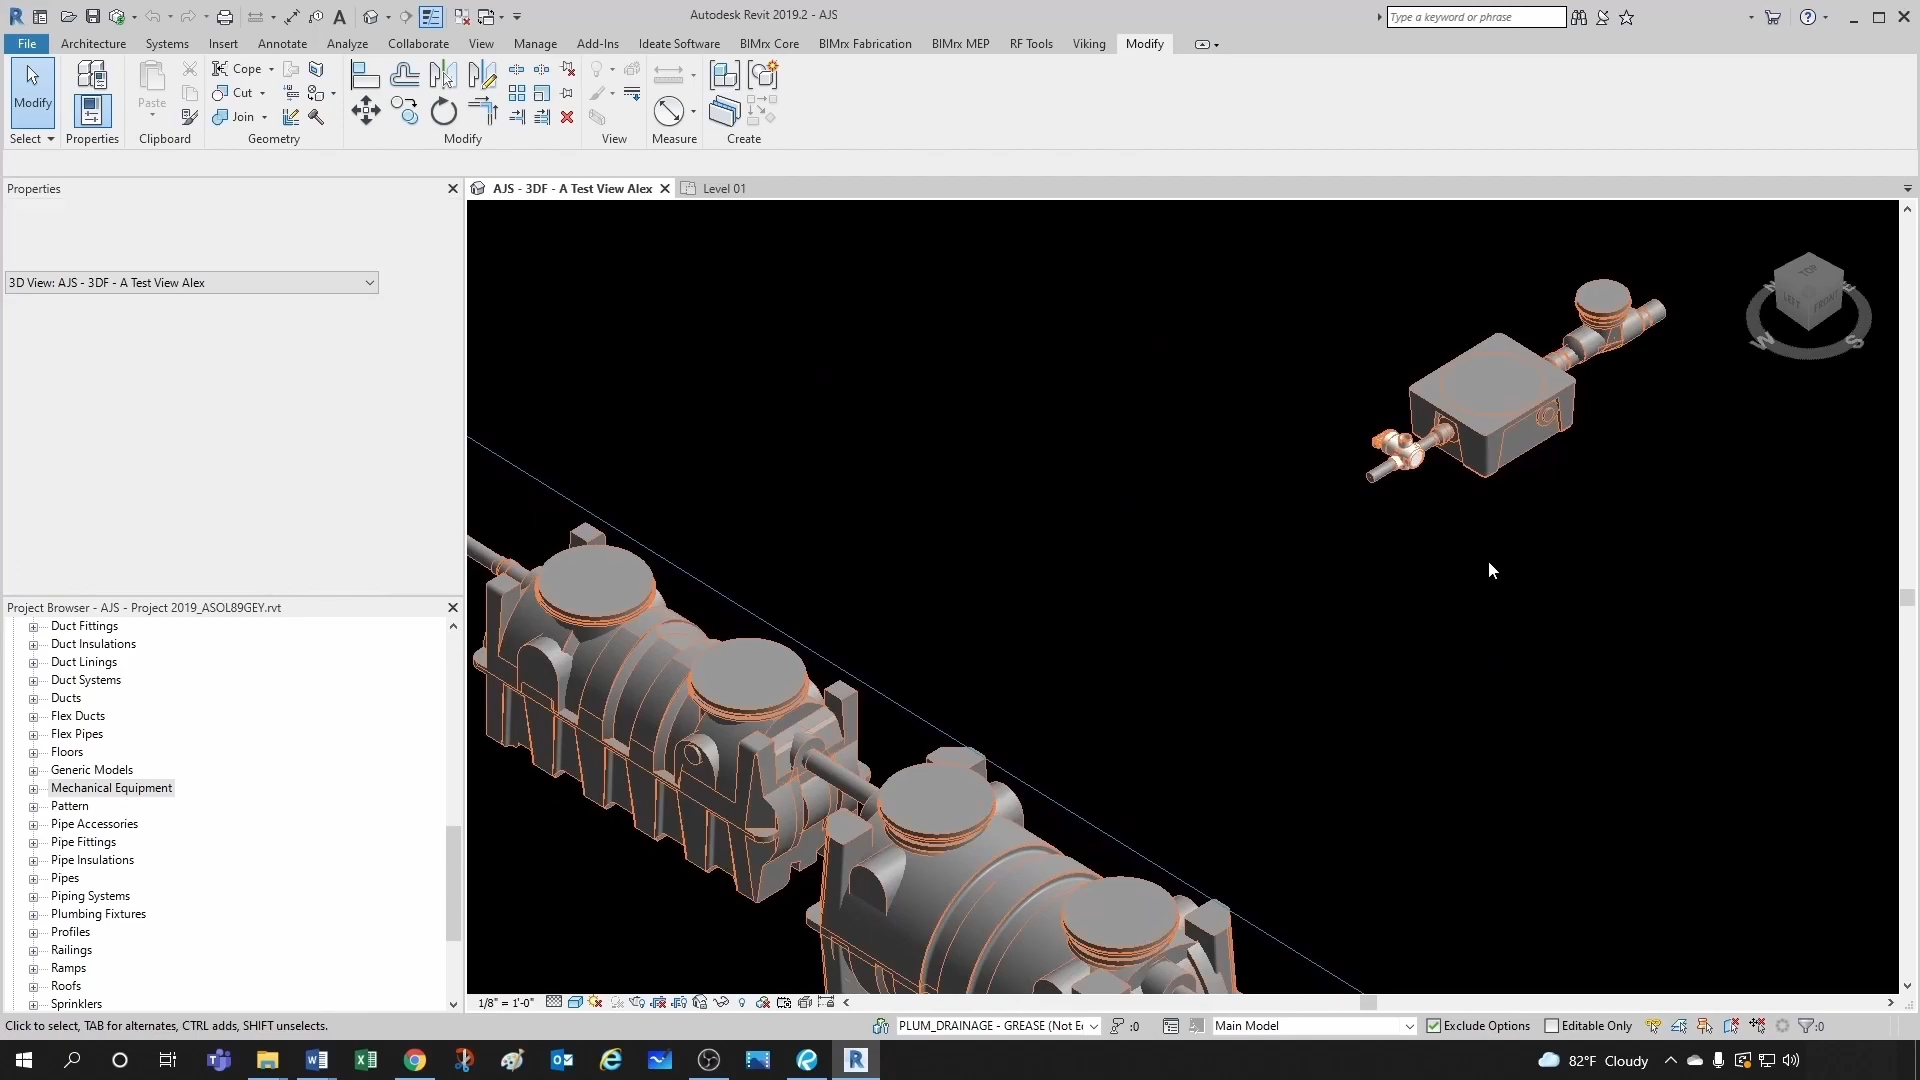 Autodesk Revit 2019.2 - AJS
Type a keyword or phrase
File Architecture Systems Insert Annotate Analyze Collaborate View Manage Add-Ins Ideate Software BIMrx Core BIMrx Fabrication BIMrx MEP RF Tools Viking Modify
Modify Paste Cope
Cut
Join
Select Properties Clipboard Geometry Modify View Measure Create
Properties
AJS - 3DF - A Test View Alex Level 01
3D View: AJS - 3DF - A Test View Alex
TOP
LEFT FRONT
W S
Project Browser - AJS - Project 2019_ASOL89GEY.rvt
Duct Fittings
Duct Insulations
Duct Linings
Duct Systems
Ducts
Flex Ducts
Flex Pipes
Floors
Generic Models
Mechanical Equipment
Pattern
Pipe Accessories
Pipe Fittings
Pipe Insulations
Pipes
Piping Systems
Plumbing Fixtures
Profiles
Railings
Ramps
Roofs
Sprinklers
1/8" = 1'-0"
Click to select, TAB for alternates, CTRL adds, SHIFT unselects.
PLUM_DRAINAGE - GREASE (Not E :0 Main Model Exclude Options Editable Only :0
82°F Cloudy